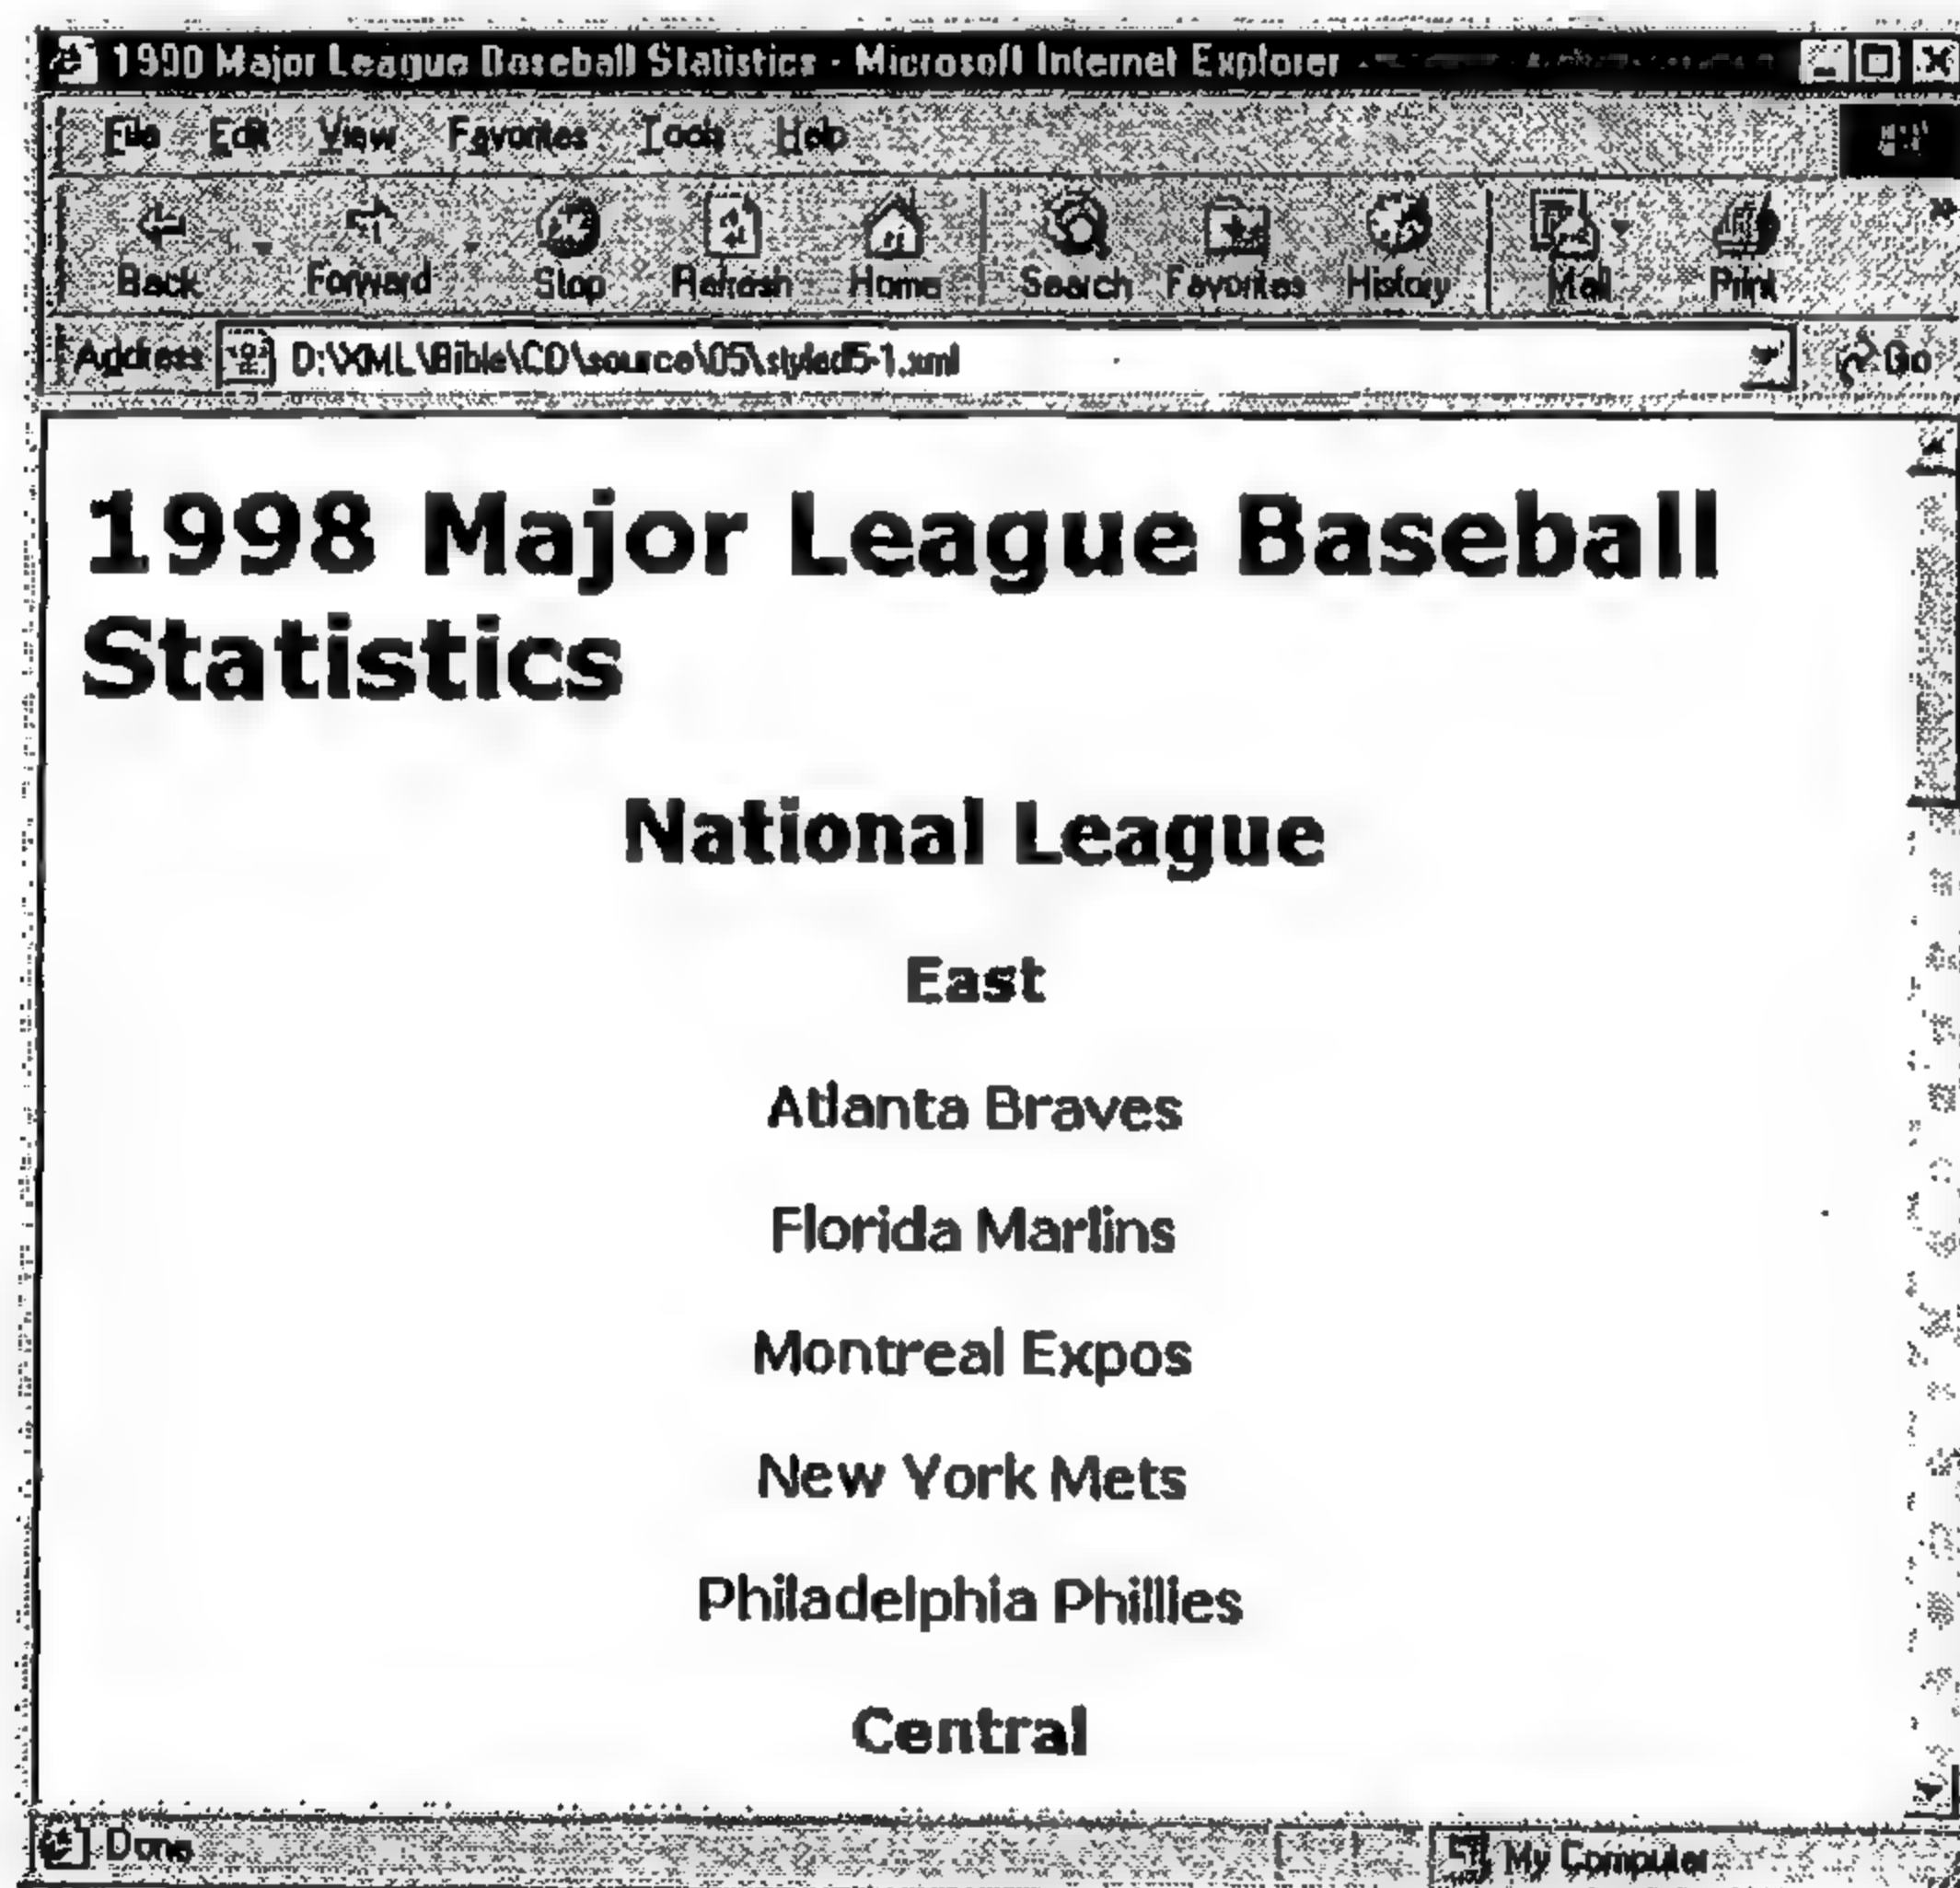 1998 Major League Baseball Statistics - Microsoft Internet Explorer
File Edit View Favorites Tools Help
Back Forward Stop Refresh Home Search Favorites History Mail Print
Address D:\XML\Bible\CD\source\05\styled5-1.xml Go
1998 Major League Baseball
Statistics
National League
East
Atlanta Braves
Florida Marlins
Montreal Expos
New York Mets
Philadelphia Phillies
Central
Done My Computer